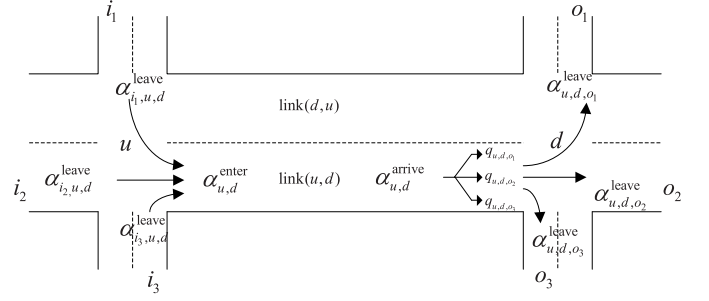 i₁ o₁
α^leave_{i₁,u,d} α^leave_{u,d,o₁}
link(d,u)
u d
i₂ α^leave_{i₂,u,d} α^enter_{u,d} link(u,d) α^arrive_{u,d} q_{u,d,o₁} q_{u,d,o₂} q_{u,d,o₃} α^leave_{u,d,o₂} o₂
α^leave_{i₃,u,d} α^leave_{u,d,o₃}
i₃ o₃